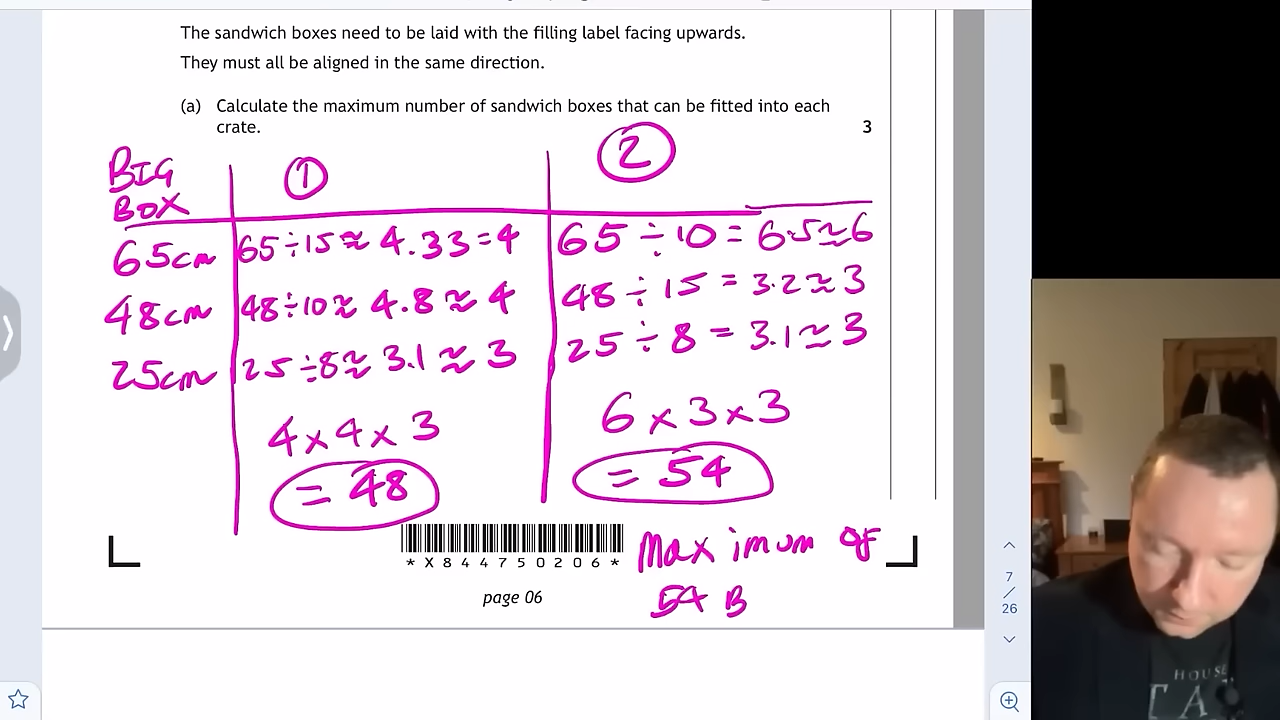 The sandwich boxes need to be laid with the filling label facing upwards.
They must all be aligned in the same direction.
(a) Calculate the maximum number of sandwich boxes that can be fitted into each
crate.
3
BIG
BOX
1
2
65cm
65÷15≈4.33=4
65÷10=6.5≈6
48cm
48÷10≈4.8≈4
48÷15=3.2≈3
25cm
25÷8≈3.1≈3
25÷8=3.1≈3
4×4×3
=48
6×3×3
=54
*X844750206*
page 06
Maximum of
54 B
7
/
26
HOUSE